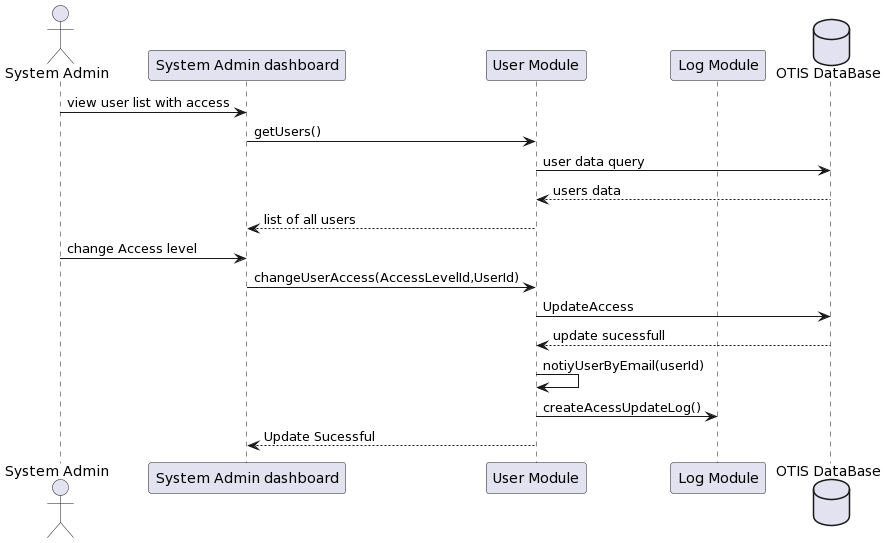 System Admin
System Admin dashboard
User Module
Log Module
OTIS DataBase
view user list with access
getUsers()
user data query
users data
list of all users
change Access level
changeUserAccess(AccessLevelId,UserId)
UpdateAccess
update sucessfull
notiyUserByEmail(userId)
createAcessUpdateLog()
Update Sucessful
System Admin
System Admin dashboard
User Module
Log Module
OTIS DataBase